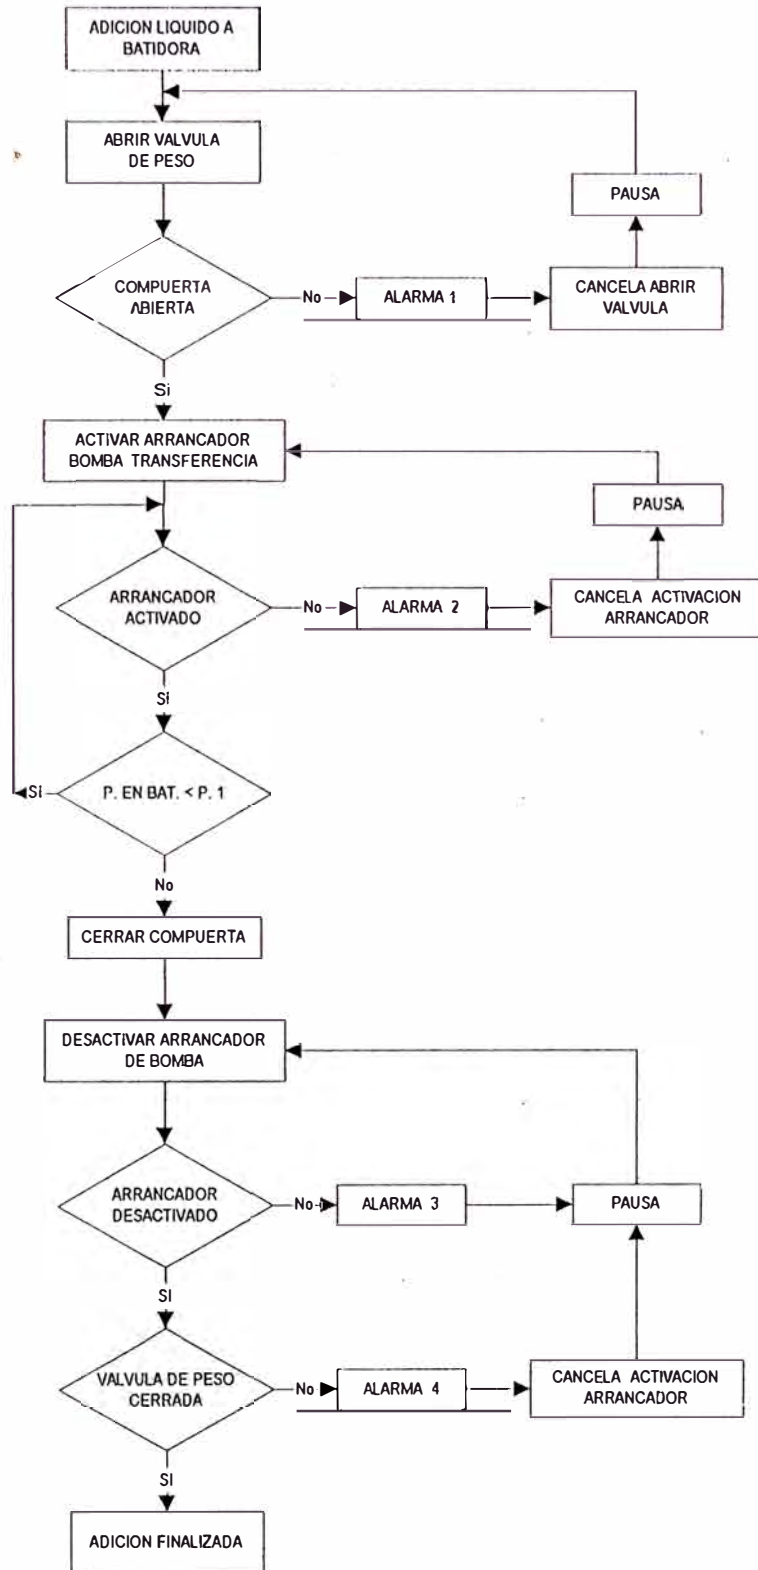 ADICION LIQUIDO A
BATIDORA
ABRIR VALVULA
DE PESO
PAUSA
COMPUERTA
ABIERTA
No
ALARMA 1
CANCELA ABRIR
VALVULA
Si
ACTIVAR ARRANCADOR
BOMBA TRANSFERENCIA
PAUSA
ARRANCADOR
ACTIVADO
No
ALARMA 2
CANCELA ACTIVACION
ARRANCADOR
Si
P. EN BAT. < P. 1
Si
No
CERRAR COMPUERTA
DESACTIVAR ARRANCADOR
DE BOMBA
ARRANCADOR
DESACTIVADO
No
ALARMA 3
PAUSA
SI
VALVULA DE PESO
CERRADA
No
ALARMA 4
CANCELA ACTIVACION
ARRANCADOR
SI
ADICION FINALIZADA